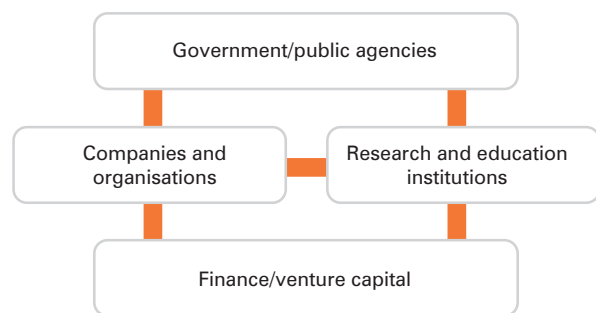 Government/public agencies
Companies and
organisations
Research and education
institutions
Finance/venture capital